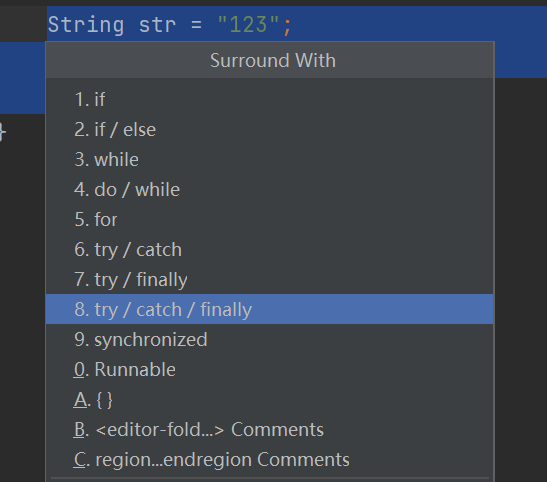 String str = "123";
Surround With
}
1. if
2. if / else
3. while
4. do / while
5. for
6. try / catch
7. try / finally
8. try / catch / finally
9. synchronized
0. Runnable
A. { }
B. <editor-fold...> Comments
C. region...endregion Comments